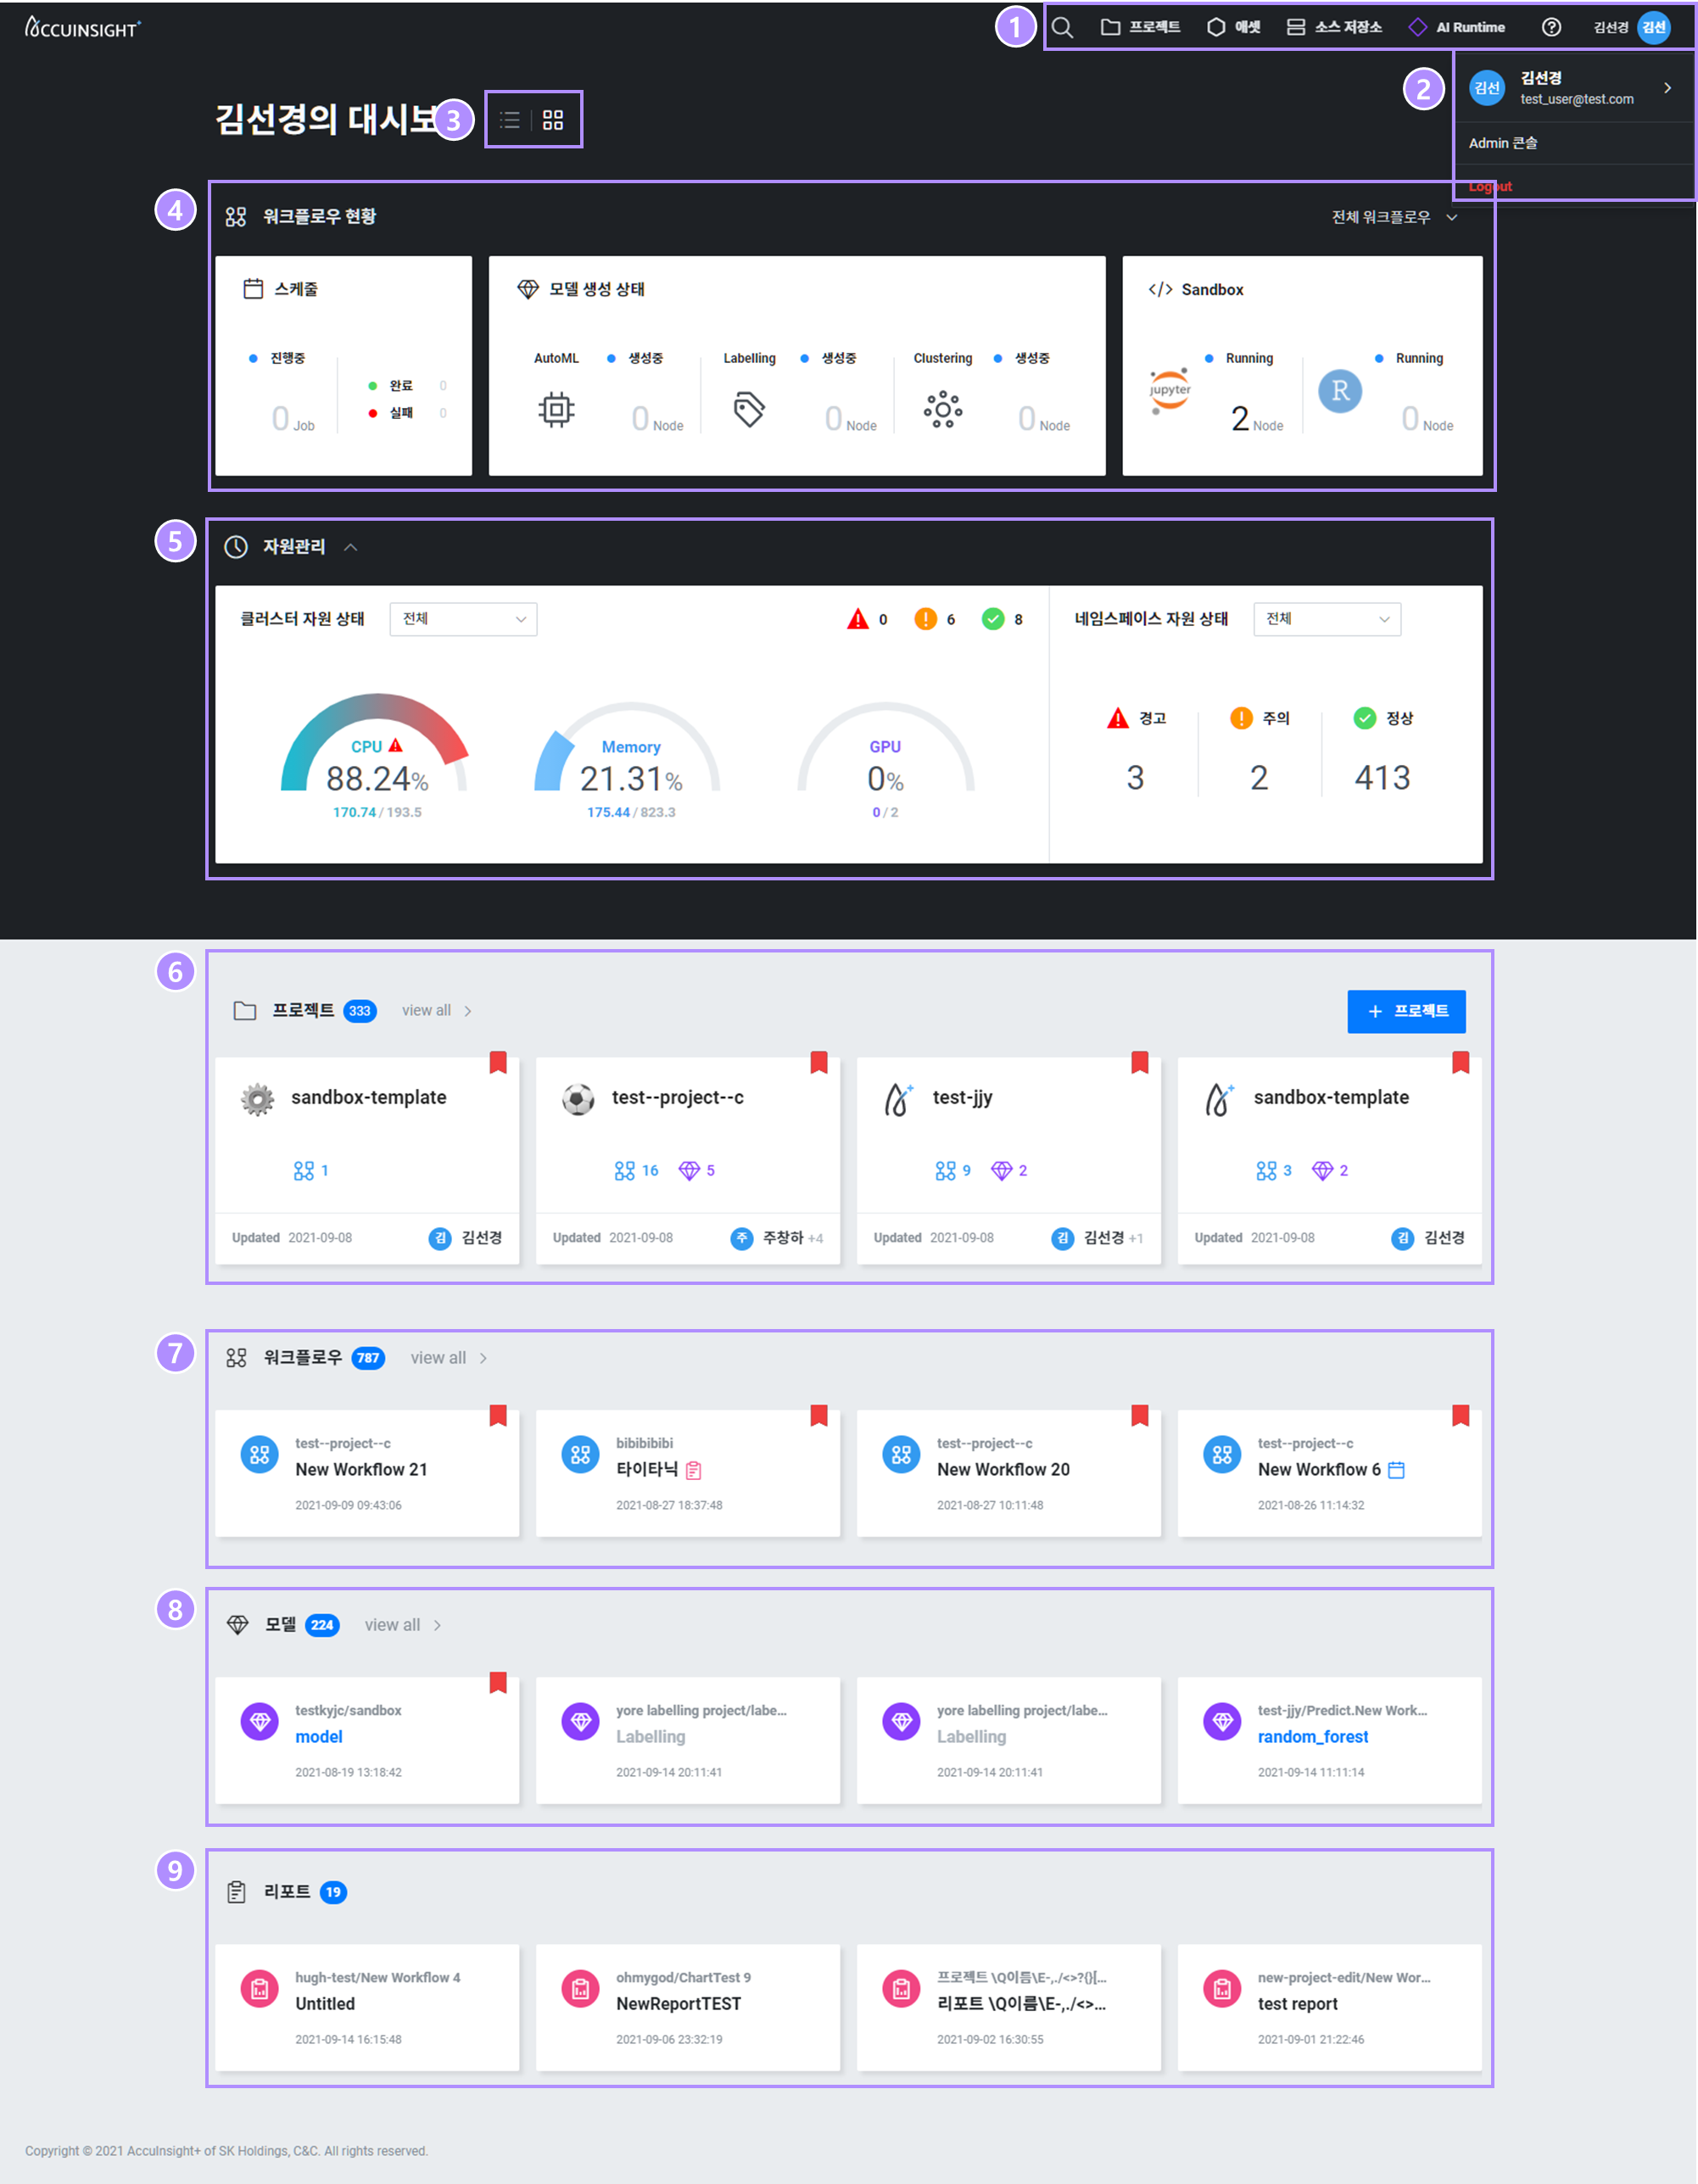 ACCUINSIGHT+
1
프로젝트
애셋
소스 저장소
AI Runtime
김선경
김선
2
김선
김선경
test_user@test.com
Admin 콘솔
Logout
김선경의 대시보
3
4
워크플로우 현황
전체 워크플로우
스케줄
진행중
0 Job
완료 0
실패 0
모델 생성 상태
AutoML
생성중
0 Node
Labelling
생성중
0 Node
Clustering
생성중
0 Node
</> Sandbox
jupyter
Running
2 Node
R
Running
0 Node
5
자원관리
클러스터 자원 상태
전체
0
6
8
CPU
88.24%
170.74 / 193.5
Memory
21.31%
175.44 / 823.3
GPU
0%
0 / 2
네임스페이스 자원 상태
전체
경고
3
주의
2
정상
413
6
프로젝트 333 view all
+ 프로젝트
sandbox-template
1
Updated 2021-09-08
김 김선경
test--project--c
16 5
Updated 2021-09-08
주 주창하 +4
test-jjy
9 2
Updated 2021-09-08
김 김선경 +1
sandbox-template
3 2
Updated 2021-09-08
김 김선경
7
워크플로우 787 view all
test--project--c
New Workflow 21
2021-09-09 09:43:06
bibibibibi
타이타닉
2021-08-27 18:37:48
test--project--c
New Workflow 20
2021-08-27 10:11:48
test--project--c
New Workflow 6
2021-08-26 11:14:32
8
모델 224 view all
testkyjc/sandbox
model
2021-08-19 13:18:42
yore labelling project/labe...
Labelling
2021-09-14 20:11:41
yore labelling project/labe...
Labelling
2021-09-14 20:11:41
test-jjy/Predict.New Work...
random_forest
2021-09-14 11:11:14
9
리포트 19
hugh-test/New Workflow 4
Untitled
2021-09-14 16:15:48
ohmygod/ChartTest 9
NewReportTEST
2021-09-06 23:32:19
프로젝트 \Q이름\E-,./<>?{}[...
리포트 \Q이름\E-,./<>...
2021-09-02 16:30:55
new-project-edit/New Wor...
test report
2021-09-01 21:22:46
Copyright © 2021 AccuInsight+ of SK Holdings, C&C. All rights reserved.